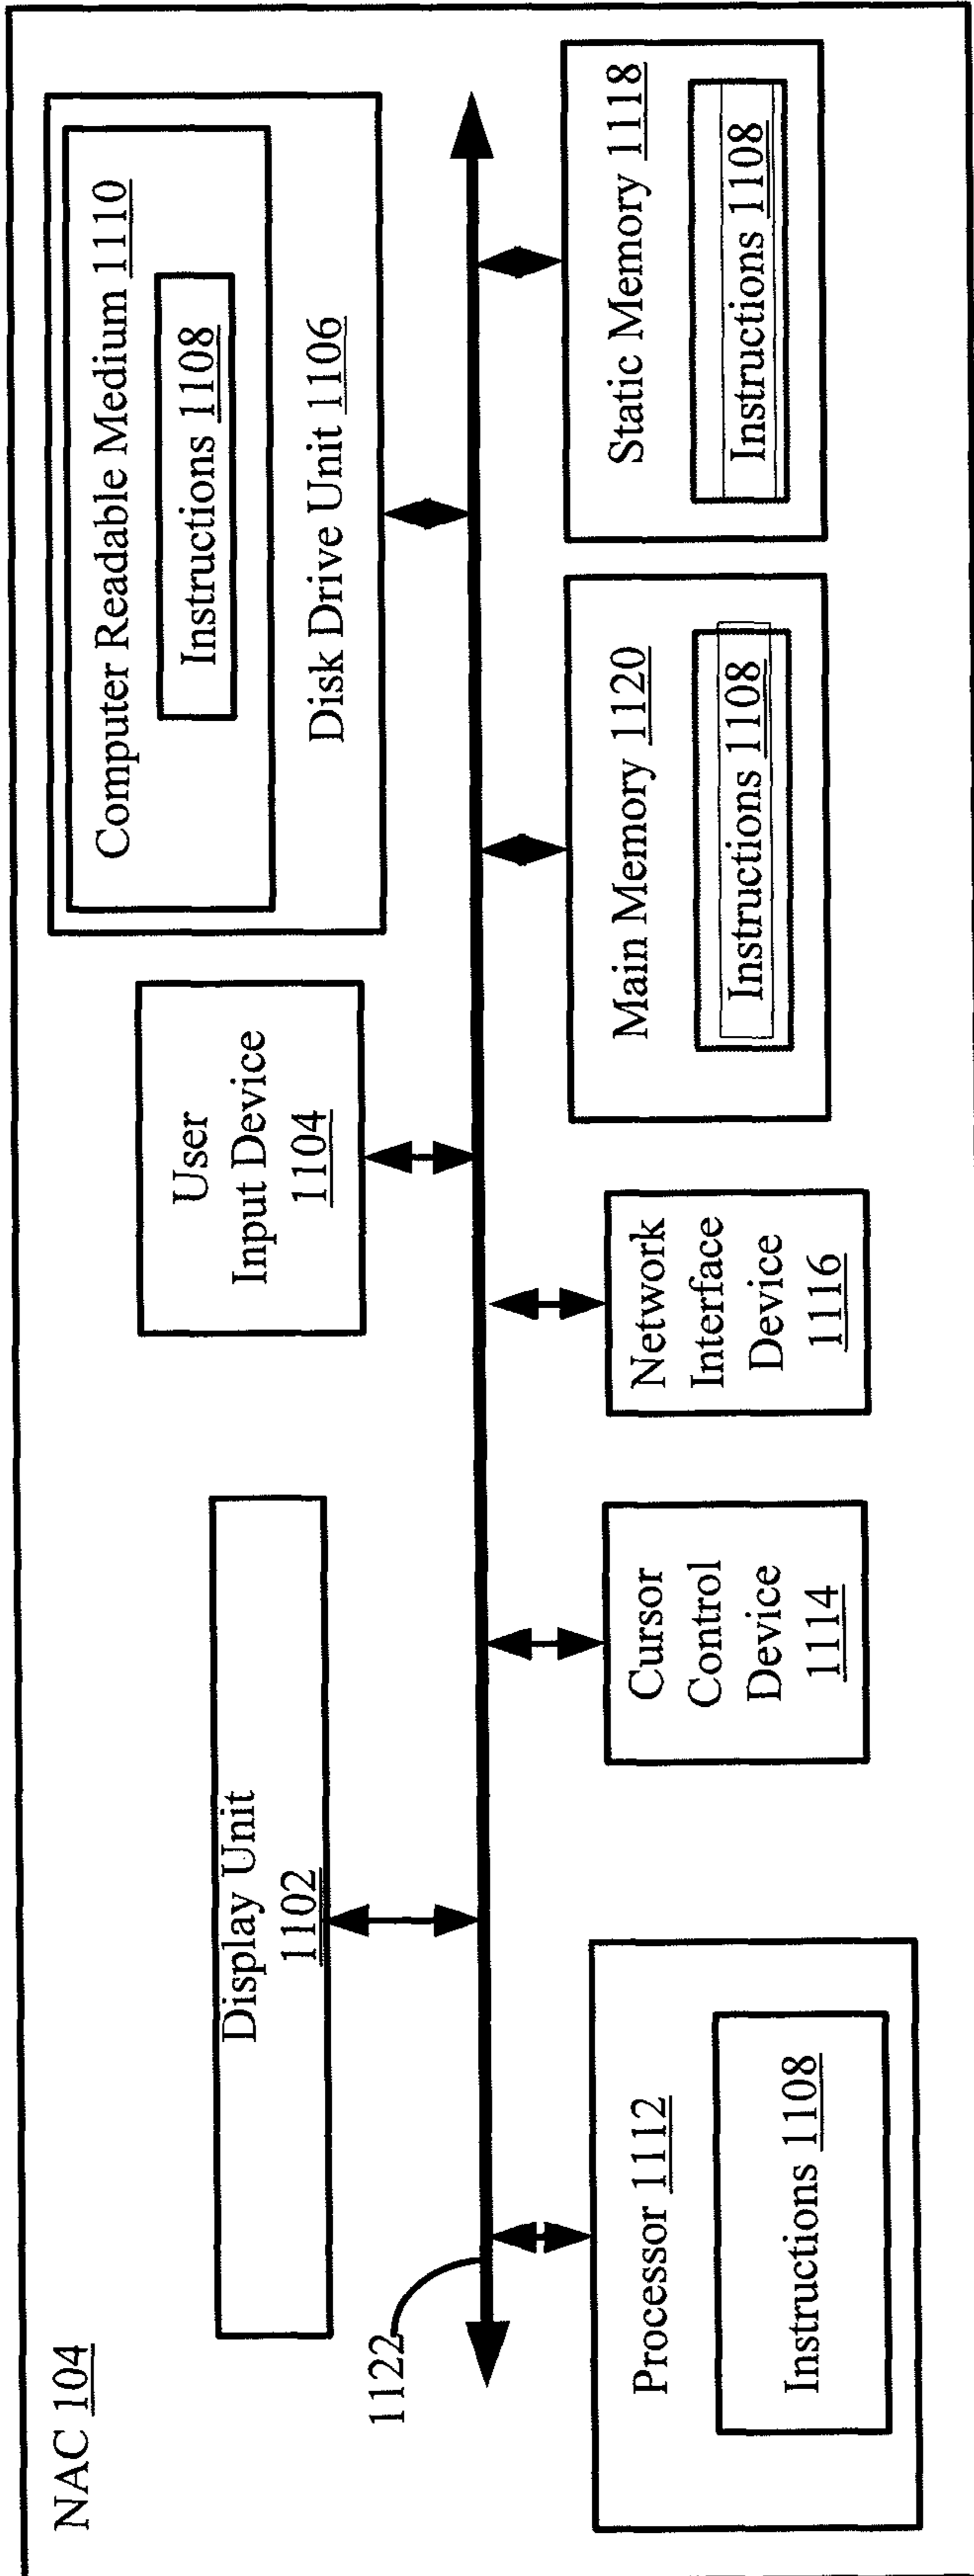 NAC 104
Display Unit
1102
User
Input Device
1104
Computer Readable Medium 1110
Instructions 1108
Disk Drive Unit 1106
1122
Processor 1112
Instructions 1108
Cursor
Control
Device
1114
Network
Interface
Device
1116
Main Memory 1120
Instructions 1108
Static Memory 1118
Instructions 1108